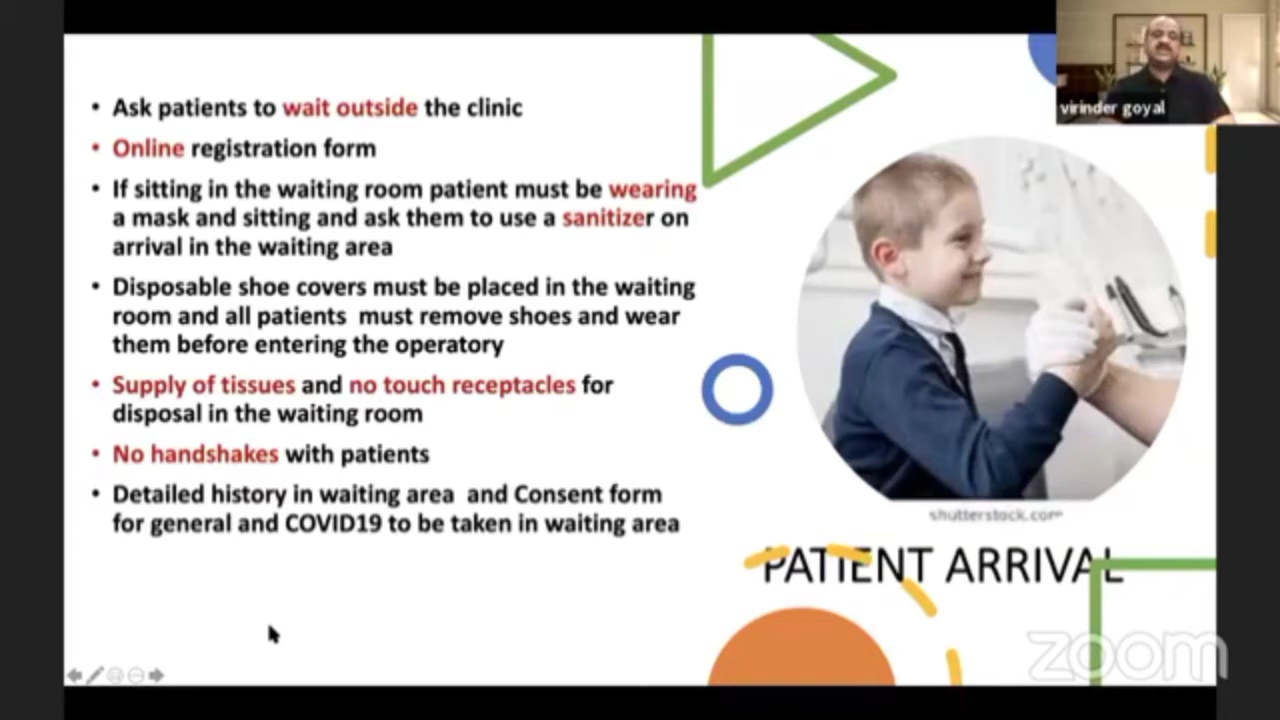 • Ask patients to wait outside the clinic
• Online registration form
• If sitting in the waiting room patient must be wearing
a mask and sitting and ask them to use a sanitizer on
arrival in the waiting area
• Disposable shoe covers must be placed in the waiting
room and all patients must remove shoes and wear
them before entering the operatory
• Supply of tissues and no touch receptacles for
disposal in the waiting room
• No handshakes with patients
• Detailed history in waiting area and Consent form
for general and COVID19 to be taken in waiting area
virinder goyal
shutterstock.com
PATIENT ARRIVAL
zoom